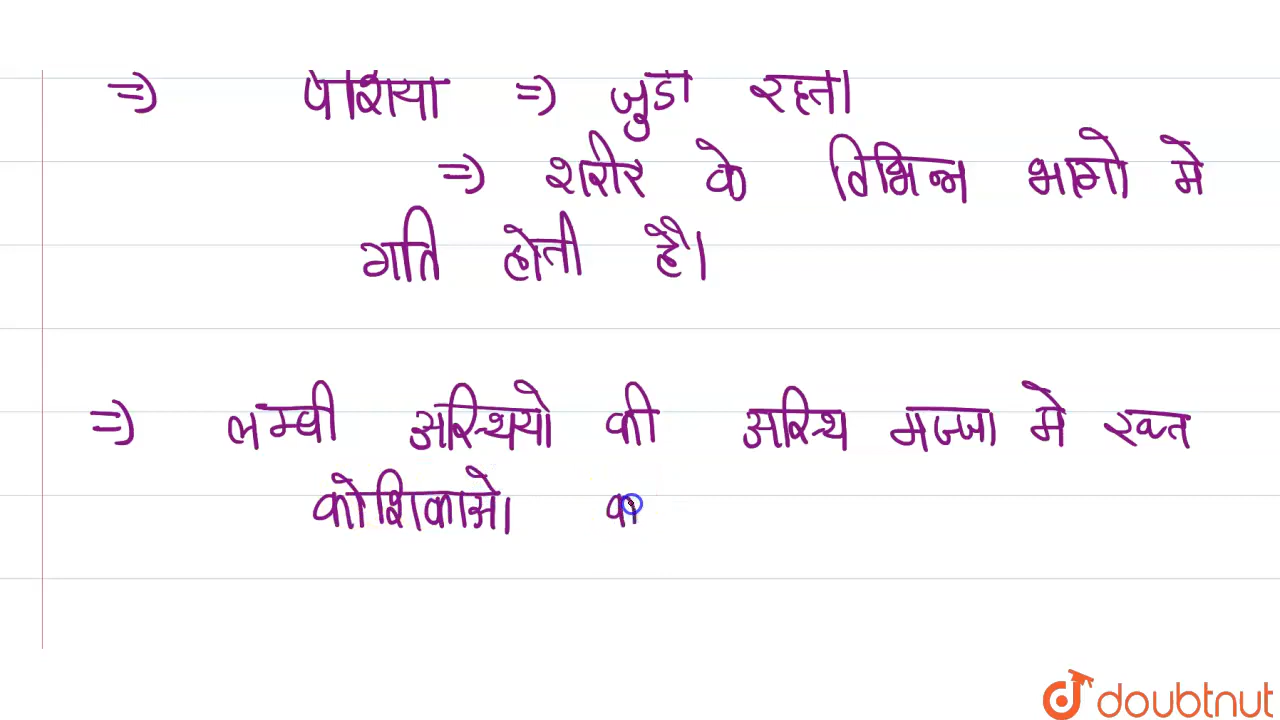 ⇒ पेशिया ⇒ जुडा रहता
⇒ शरीर के विभिन्न भागो मे
गति होती है।
⇒ लम्बी अस्थियो की अस्थि मज्जा मे रक्त
कोशिकाओ। क
doubtnut